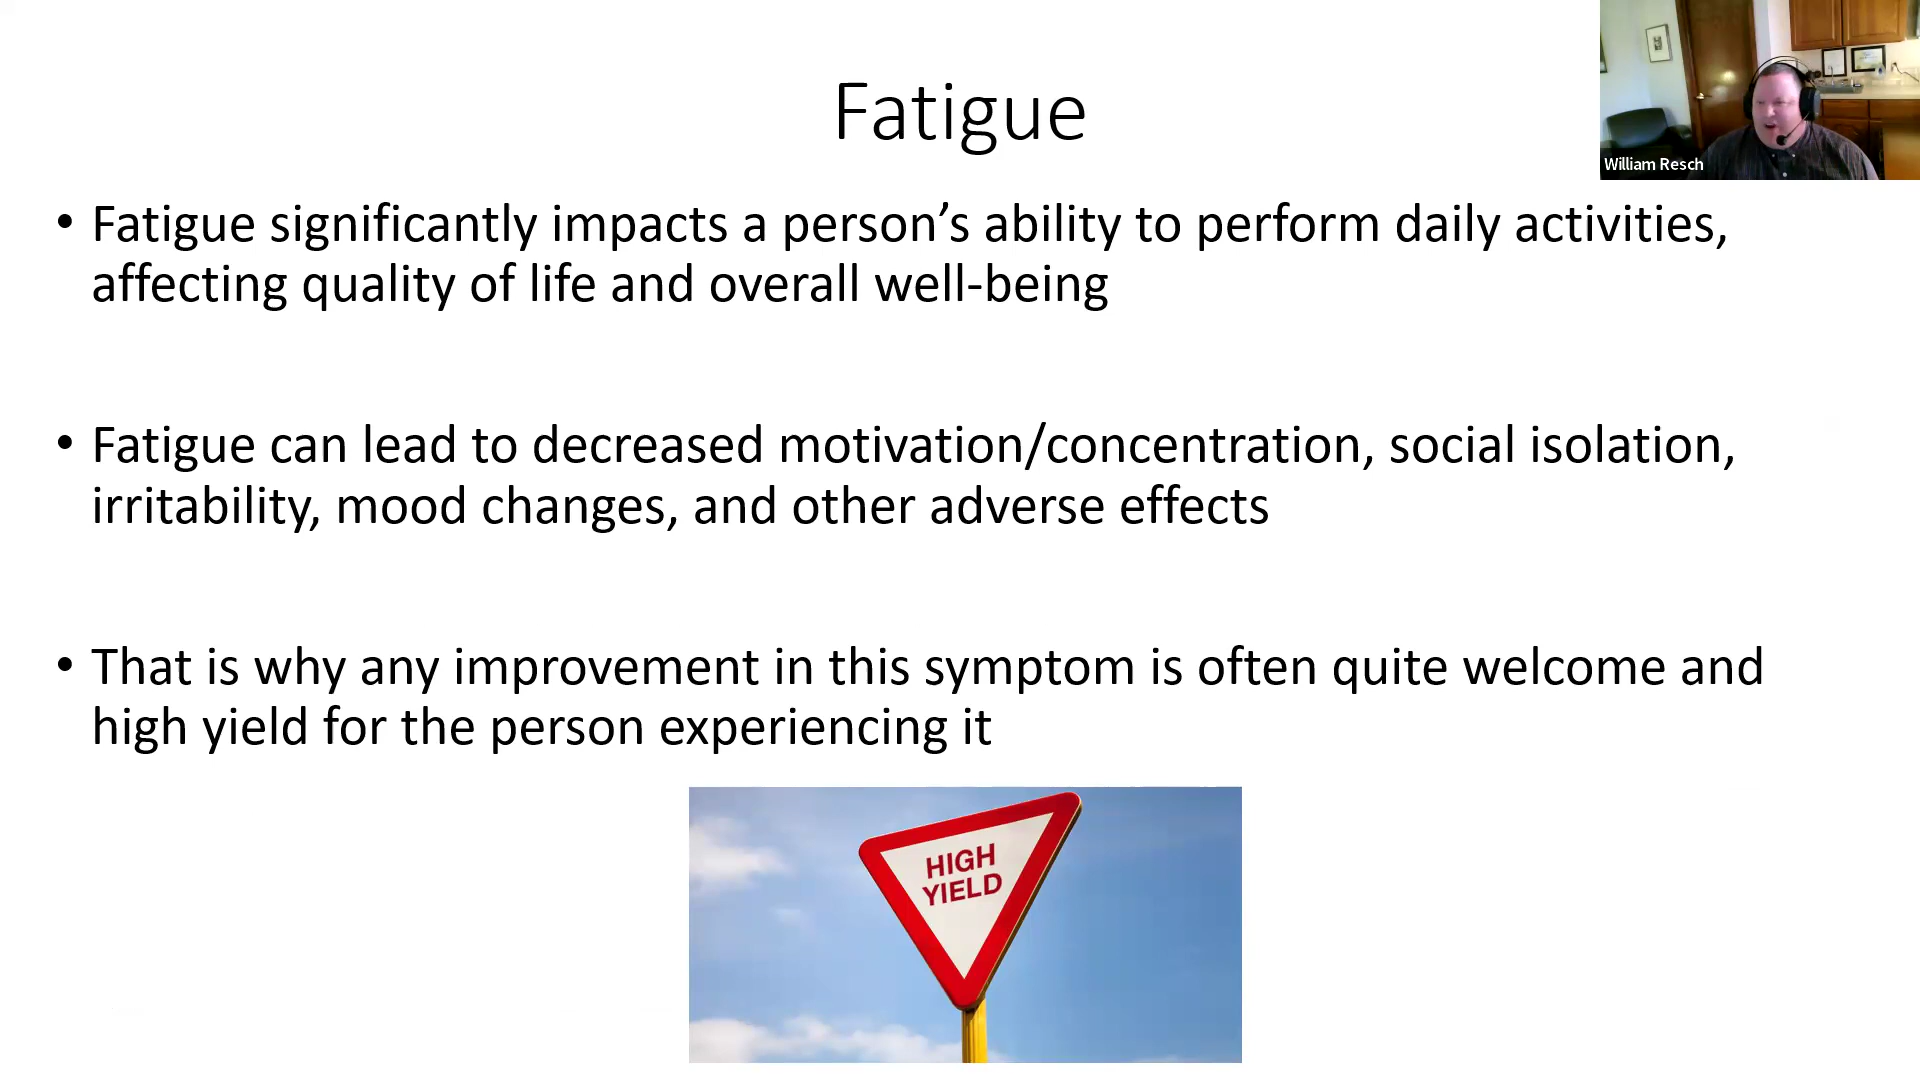 Fatigue
William Resch
• Fatigue significantly impacts a person’s ability to perform daily activities,
affecting quality of life and overall well-being
• Fatigue can lead to decreased motivation/concentration, social isolation,
irritability, mood changes, and other adverse effects
• That is why any improvement in this symptom is often quite welcome and
high yield for the person experiencing it
HIGH
YIELD